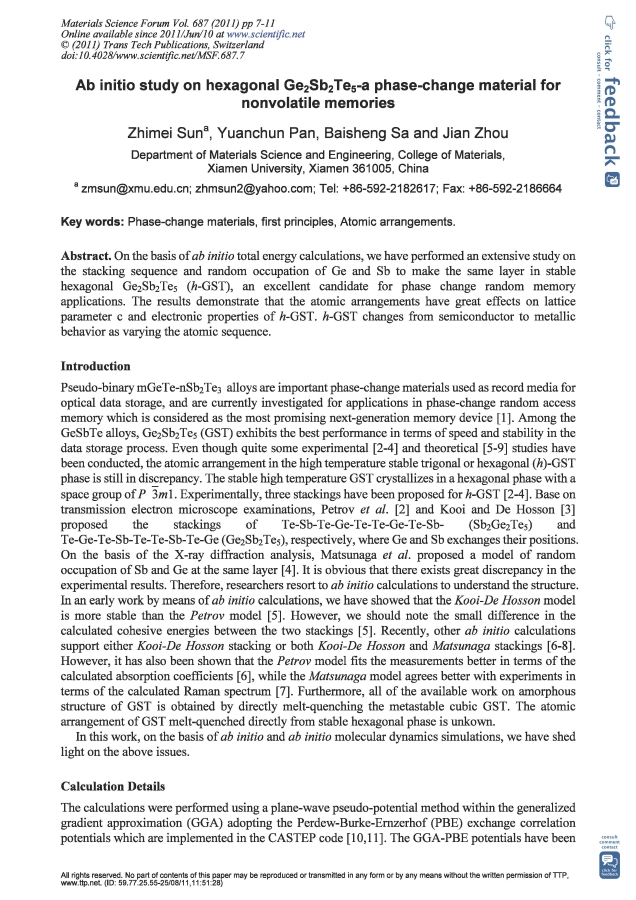 Materials Science Forum Vol. 687 (2011) pp 7-11
Online available since 2011/Jun/10 at www.scientific.net
© (2011) Trans Tech Publications, Switzerland
doi:10.4028/www.scientific.net/MSF.687.7
Ab initio study on hexagonal Ge2Sb2Te5-a phase-change material for
nonvolatile memories
Zhimei Sunª, Yuanchun Pan, Baisheng Sa and Jian Zhou
Department of Materials Science and Engineering, College of Materials,
Xiamen University, Xiamen 361005, China
ª zmsun@xmu.edu.cn; zhmsun2@yahoo.com; Tel: +86-592-2182617; Fax: +86-592-2186664
Key words: Phase-change materials, first principles, Atomic arrangements.
Abstract. On the basis of ab initio total energy calculations, we have performed an extensive study on
the stacking sequence and random occupation of Ge and Sb to make the same layer in stable
hexagonal Ge2Sb2Te5 (h-GST), an excellent candidate for phase change random memory
applications. The results demonstrate that the atomic arrangements have great effects on lattice
parameter c and electronic properties of h-GST. h-GST changes from semiconductor to metallic
behavior as varying the atomic sequence.
Introduction
Pseudo-binary mGeTe-nSb2Te3 alloys are important phase-change materials used as record media for
optical data storage, and are currently investigated for applications in phase-change random access
memory which is considered as the most promising next-generation memory device [1]. Among the
GeSbTe alloys, Ge2Sb2Te5 (GST) exhibits the best performance in terms of speed and stability in the
data storage process. Even though quite some experimental [2-4] and theoretical [5-9] studies have
been conducted, the atomic arrangement in the high temperature stable trigonal or hexagonal (h)-GST
phase is still in discrepancy. The stable high temperature GST crystallizes in a hexagonal phase with a
space group of P 3̅m1. Experimentally, three stackings have been proposed for h-GST [2-4]. Base on
transmission electron microscope examinations, Petrov et al. [2] and Kooi and De Hosson [3]
proposed the stackings of Te-Sb-Te-Ge-Te-Te-Ge-Te-Sb- (Sb2Ge2Te5) and
Te-Ge-Te-Sb-Te-Te-Sb-Te-Ge (Ge2Sb2Te5), respectively, where Ge and Sb exchanges their positions.
On the basis of the X-ray diffraction analysis, Matsunaga et al. proposed a model of random
occupation of Sb and Ge at the same layer [4]. It is obvious that there exists great discrepancy in the
experimental results. Therefore, researchers resort to ab initio calculations to understand the structure.
In an early work by means of ab initio calculations, we have showed that the Kooi-De Hosson model
is more stable than the Petrov model [5]. However, we should note the small difference in the
calculated cohesive energies between the two stackings [5]. Recently, other ab initio calculations
support either Kooi-De Hosson stacking or both Kooi-De Hosson and Matsunaga stackings [6-8].
However, it has also been shown that the Petrov model fits the measurements better in terms of the
calculated absorption coefficients [6], while the Matsunaga model agrees better with experiments in
terms of the calculated Raman spectrum [7]. Furthermore, all of the available work on amorphous
structure of GST is obtained by directly melt-quenching the metastable cubic GST. The atomic
arrangement of GST melt-quenched directly from stable hexagonal phase is unkown.
In this work, on the basis of ab initio and ab initio molecular dynamics simulations, we have shed
light on the above issues.
Calculation Details
The calculations were performed using a plane-wave pseudo-potential method within the generalized
gradient approximation (GGA) adopting the Perdew-Burke-Ernzerhof (PBE) exchange correlation
potentials which are implemented in the CASTEP code [10,11]. The GGA-PBE potentials have been
All rights reserved. No part of contents of this paper may be reproduced or transmitted in any form or by any means without the written permission of TTP,
www.ttp.net. (ID: 59.77.25.55-25/08/11,11:51:28)
click for feedback
consult - comment - contact
consult
comment
contact
click for
feedback